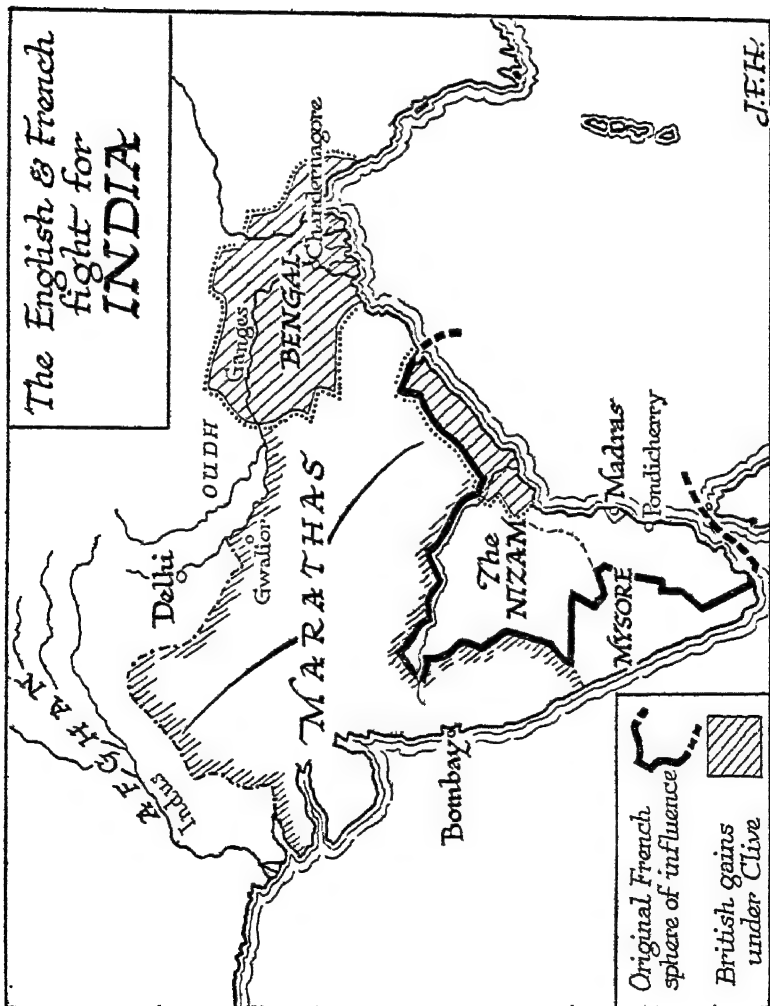 The English & French
fight for
INDIA
AFGHAN
Indus
Delhi
OUDH
Gwalior
Ganges
BENGAL
Chandernagore
MARATHAS
Bombay
The
NIZAM
MYSORE
Madras
Pondicherry
Original French
sphere of influence
British gains
under Clive
J.F.H.